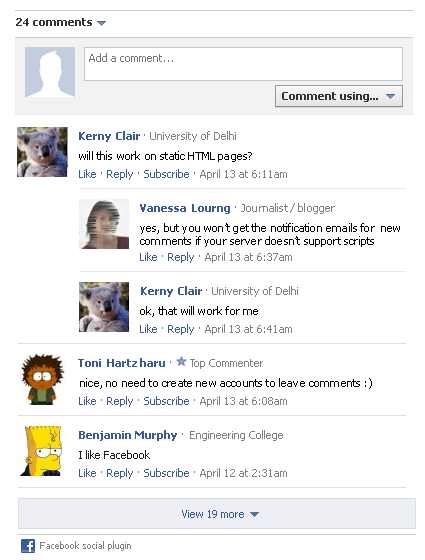 24 comments
Add a comment...
Comment using...
Kerny Clair · University of Delhi
will this work on static HTML pages?
Like · Reply · Subscribe · April 13 at 6:11am
Vanessa Lourng · Journalist / blogger
yes, but you won't get the notification emails for new
comments if your server doesn't support scripts
Like · Reply · April 13 at 6:37am
Kerny Clair · University of Delhi
ok, that will work for me
Like · Reply · April 13 at 6:41am
Toni Hartzharu · Top Commenter
nice, no need to create new accounts to leave comments :)
Like · Reply · Subscribe · April 13 at 6:08am
Benjamin Murphy · Engineering College
I like Facebook
Like · Reply · Subscribe · April 12 at 2:31am
View 19 more
f Facebook social plugin